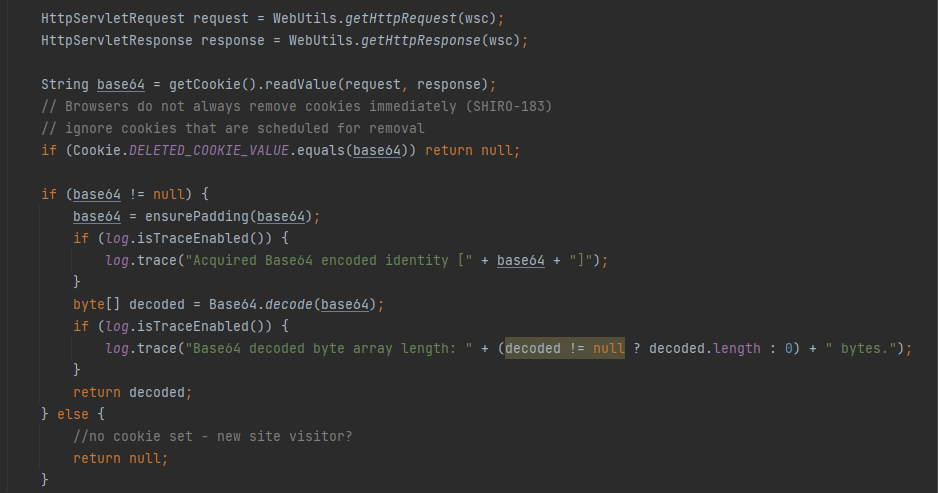 HttpServletRequest request = WebUtils.getHttpRequest(wsc);
HttpServletResponse response = WebUtils.getHttpResponse(wsc);
String base64 = getCookie().readValue(request, response);
// Browsers do not always remove cookies immediately (SHIRO-183)
// ignore cookies that are scheduled for removal
if (Cookie.DELETED_COOKIE_VALUE.equals(base64)) return null;
if (base64 != null) {
base64 = ensurePadding(base64);
if (log.isTraceEnabled()) {
log.trace("Acquired Base64 encoded identity [" + base64 + "]");
}
byte[] decoded = Base64.decode(base64);
if (log.isTraceEnabled()) {
log.trace("Base64 decoded byte array length: " + (decoded != null ? decoded.length : 0) + " bytes.");
}
return decoded;
} else {
//no cookie set - new site visitor?
return null;
}